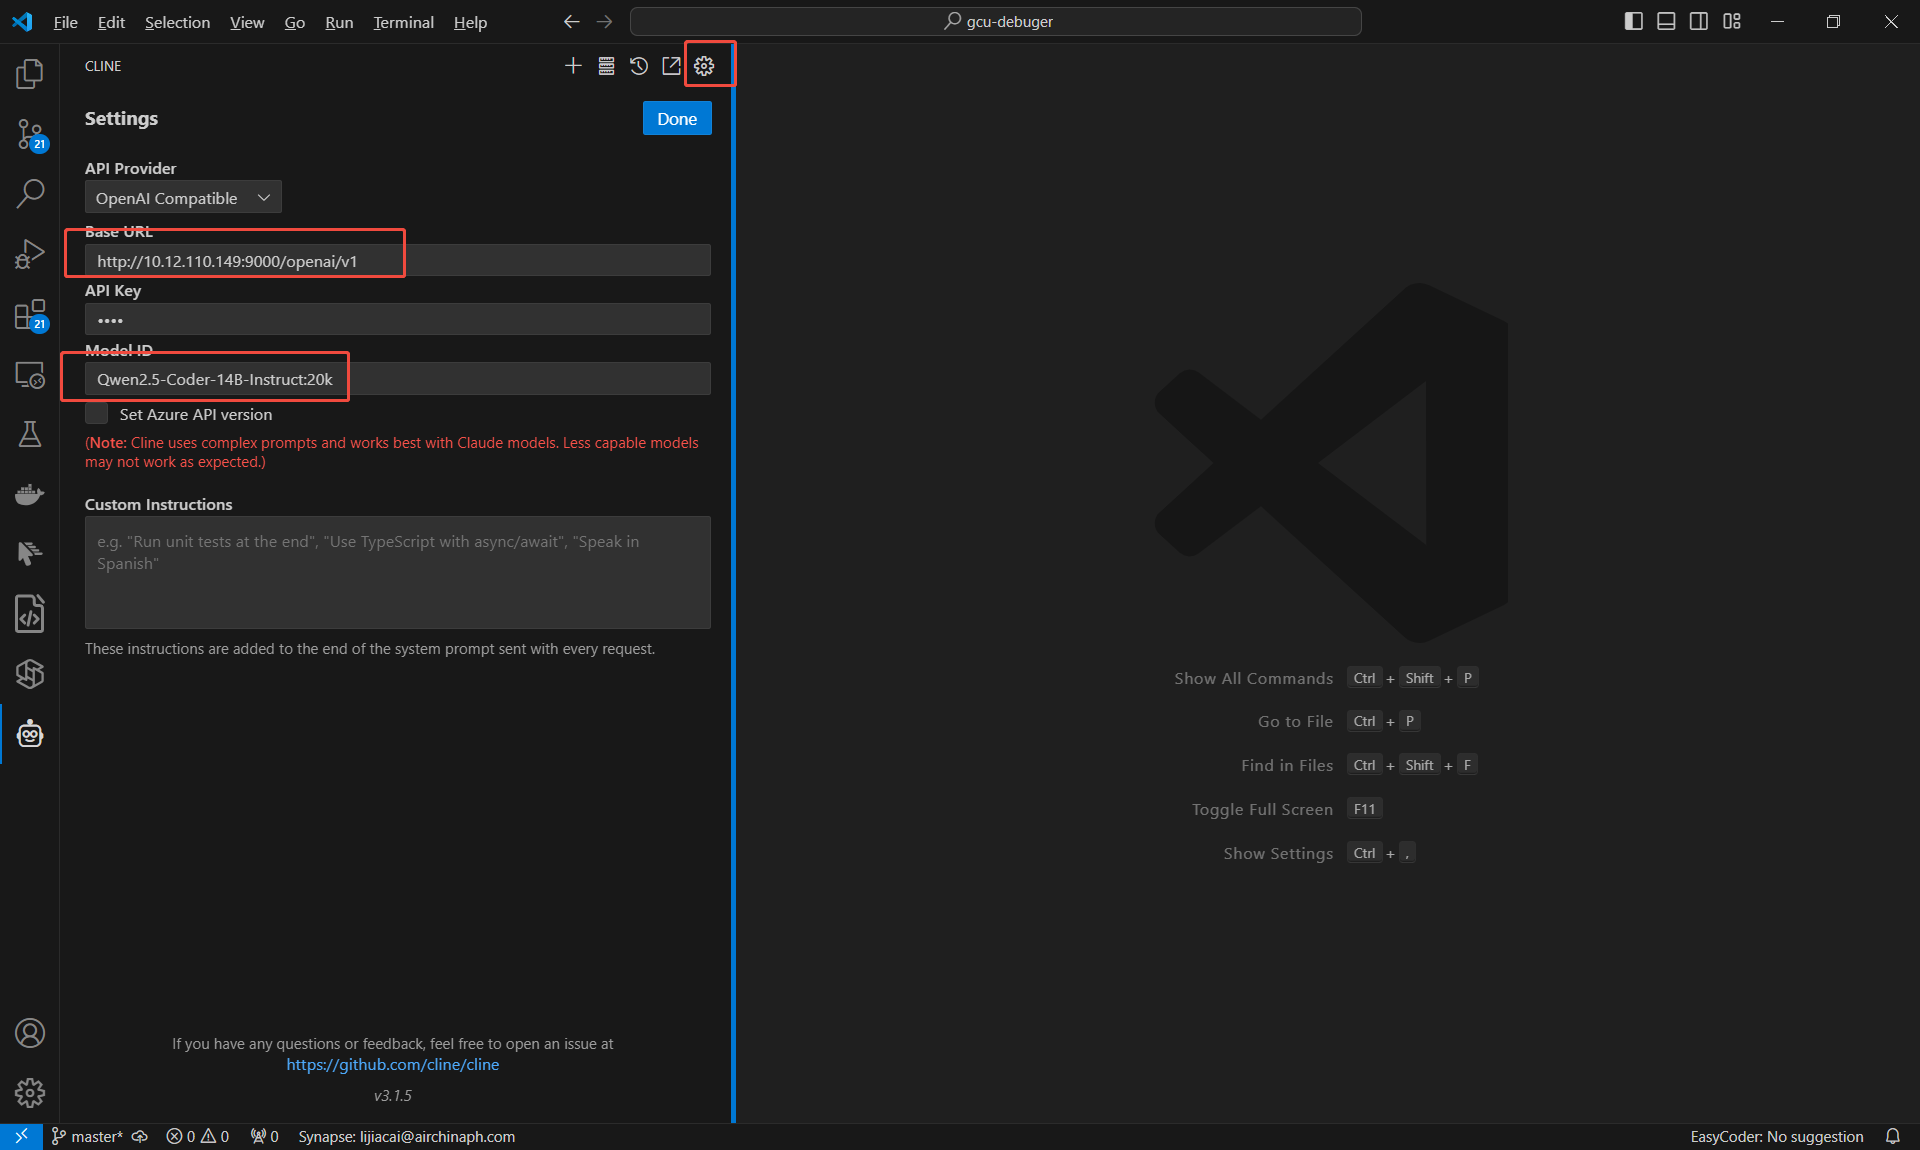 File Edit Selection View Go Run Terminal Help
gcu-debuger
CLINE
Settings
Done
API Provider
OpenAI Compatible
Base URL
http://10.12.110.149:9000/openai/v1
API Key
••••
Model ID
Qwen2.5-Coder-14B-Instruct:20k
Set Azure API version
(Note: Cline uses complex prompts and works best with Claude models. Less capable models
may not work as expected.)
Custom Instructions
e.g. "Run unit tests at the end", "Use TypeScript with async/await", "Speak in
Spanish"
These instructions are added to the end of the system prompt sent with every request.
21
21
Show All Commands Ctrl + Shift + P
Go to File Ctrl + P
Find in Files Ctrl + Shift + F
Toggle Full Screen F11
Show Settings Ctrl + ,
If you have any questions or feedback, feel free to open an issue at
https://github.com/cline/cline
v3.1.5
master* 0 0 0 Synapse: lijiacai@airchinaph.com EasyCoder: No suggestion